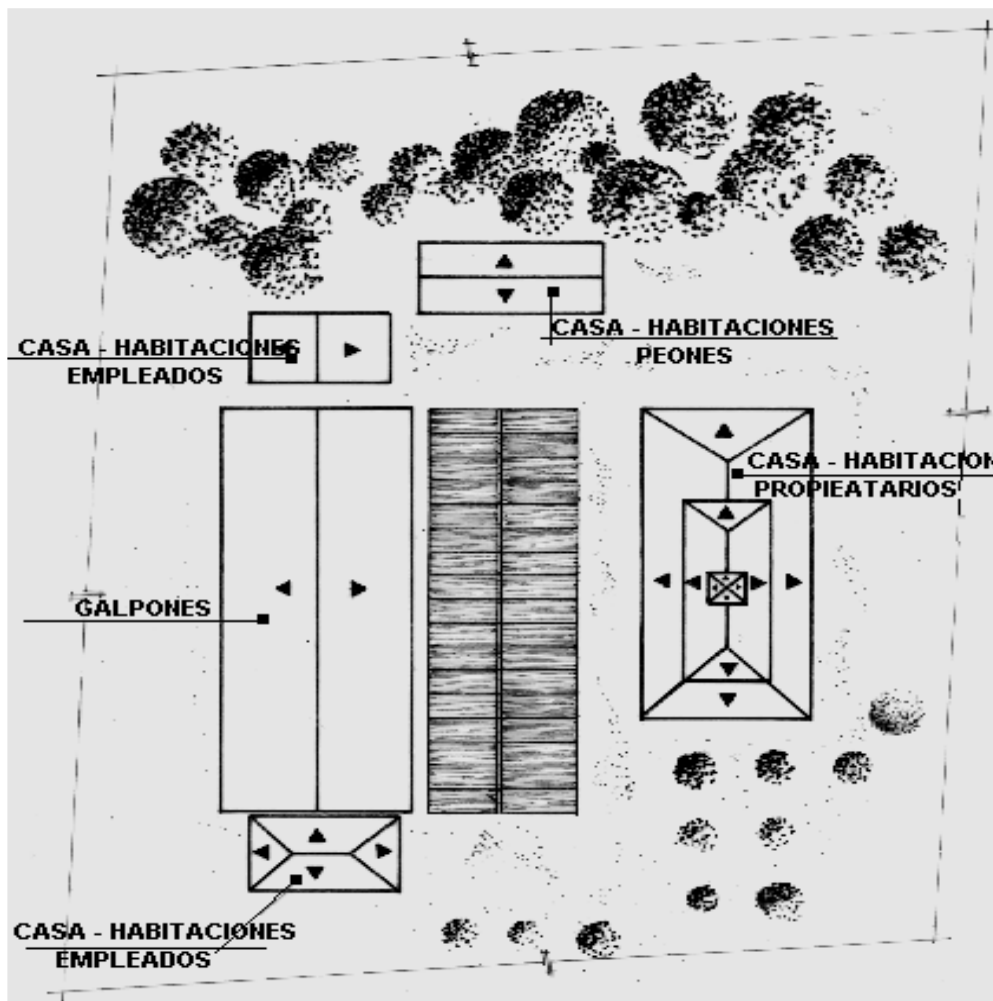 CASA - HABITACIONES
PEONES
CASA - HABITACIONES
EMPLEADOS
CASA - HABITACION
PROPIEATARIOS
GALPONES
CASA - HABITACIONES
EMPLEADOS